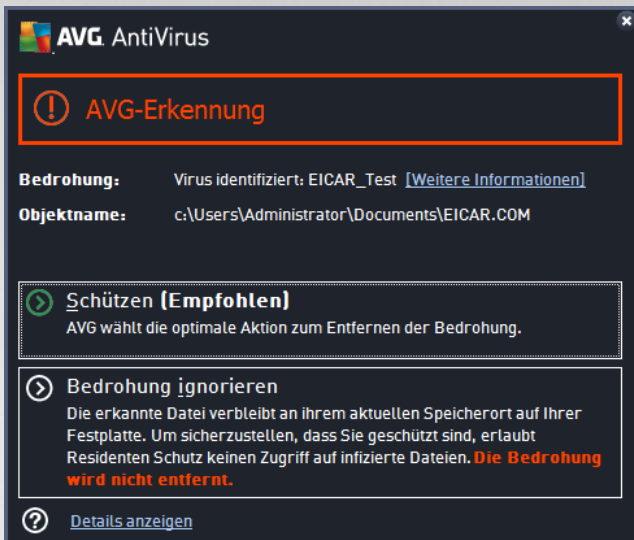 AVG AntiVirus
AVG-Erkennung
Bedrohung: Virus identifiziert: EICAR_Test [Weitere Informationen]
Objektname: c:\Users\Administrator\Documents\EICAR.COM
Schützen (Empfohlen)
AVG wählt die optimale Aktion zum Entfernen der Bedrohung.
Bedrohung ignorieren
Die erkannte Datei verbleibt an ihrem aktuellen Speicherort auf Ihrer
Festplatte. Um sicherzustellen, dass Sie geschützt sind, erlaubt
Residenten Schutz keinen Zugriff auf infizierte Dateien. Die Bedrohung
wird nicht entfernt.
Details anzeigen